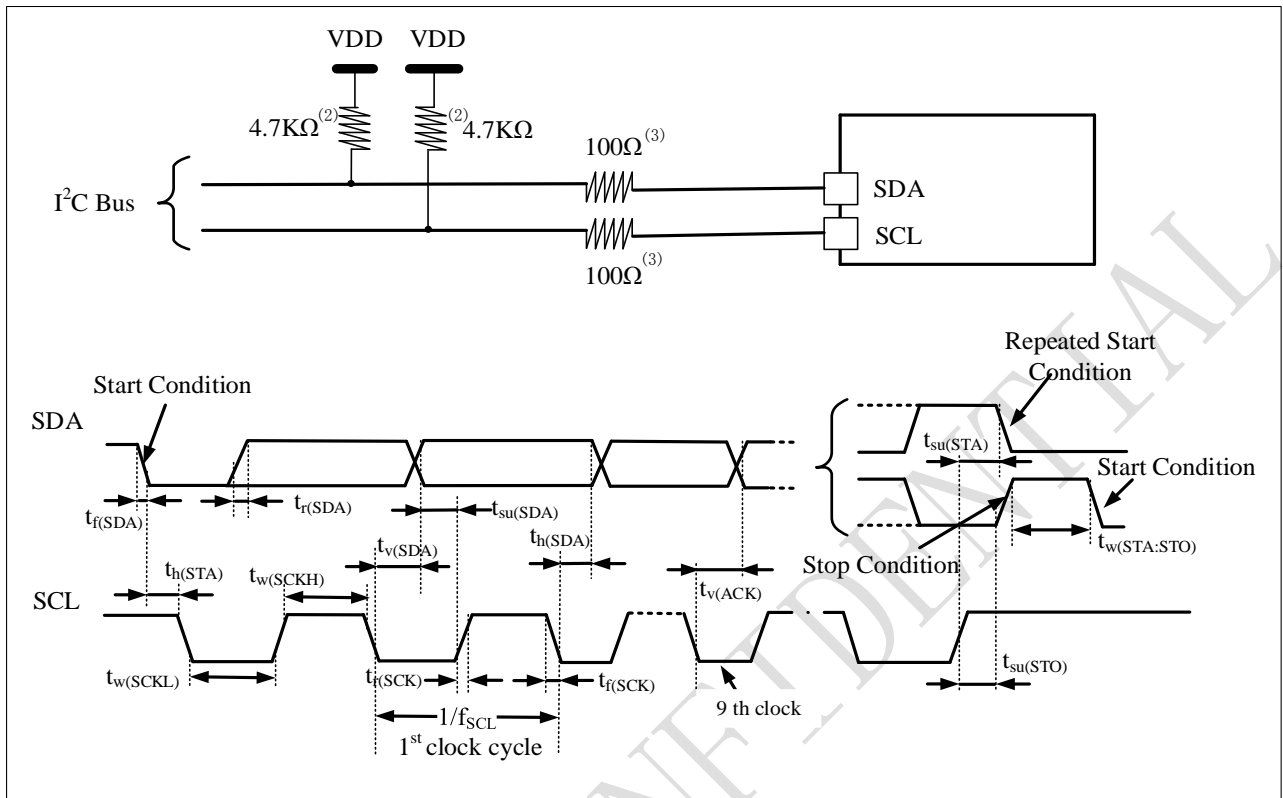 VDD VDD
4.7KΩ(2) (2)4.7KΩ
100Ω(3)
I2C Bus
SDA
SCL
100Ω(3)
Repeated Start
Condition
Start Condition
SDA
tsu(STA)
Start Condition
tf(SDA)
tr(SDA)
tsu(SDA)
tv(SDA)
th(SDA)
tw(STA:STO)
Stop Condition
th(STA)
tw(SCKH)
tv(ACK)
SCL
tw(SCKL)
tr(SCK)
tf(SCK)
tsu(STO)
9 th clock
1/fSCL
1st clock cycle
NFIDENTIAL